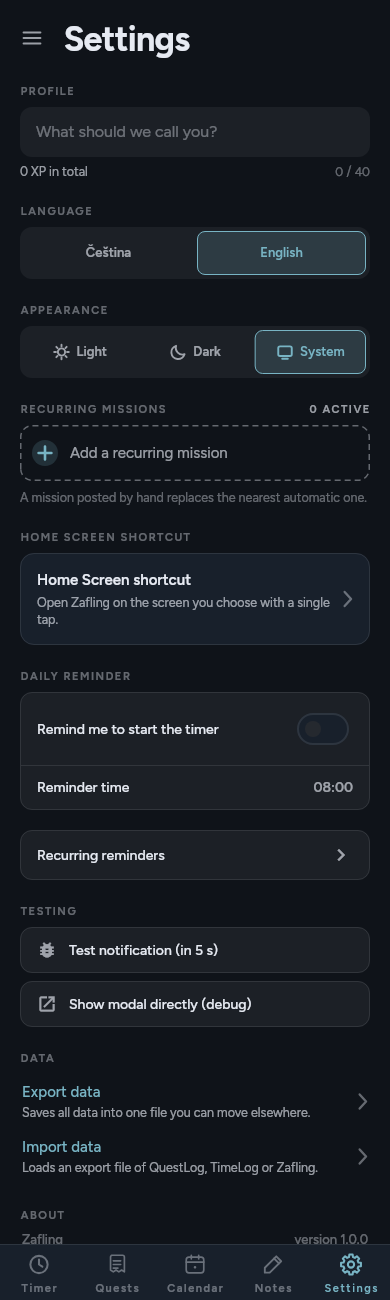 Settings
PROFILE
What should we call you?
0 XP in total
0 / 40
LANGUAGE
Čeština
English
APPEARANCE
Light
Dark
System
RECURRING MISSIONS
0 ACTIVE
Add a recurring mission
A mission posted by hand replaces the nearest automatic one.
HOME SCREEN SHORTCUT
Home Screen shortcut
Open Zafling on the screen you choose with a single
tap.
DAILY REMINDER
Remind me to start the timer
Reminder time
08:00
Recurring reminders
TESTING
Test notification (in 5 s)
Show modal directly (debug)
DATA
Export data
Saves all data into one file you can move elsewhere.
Import data
Loads an export file of QuestLog, TimeLog or Zafling.
ABOUT
Zafling
version 1.0.0
Timer
Quests
Calendar
Notes
Settings